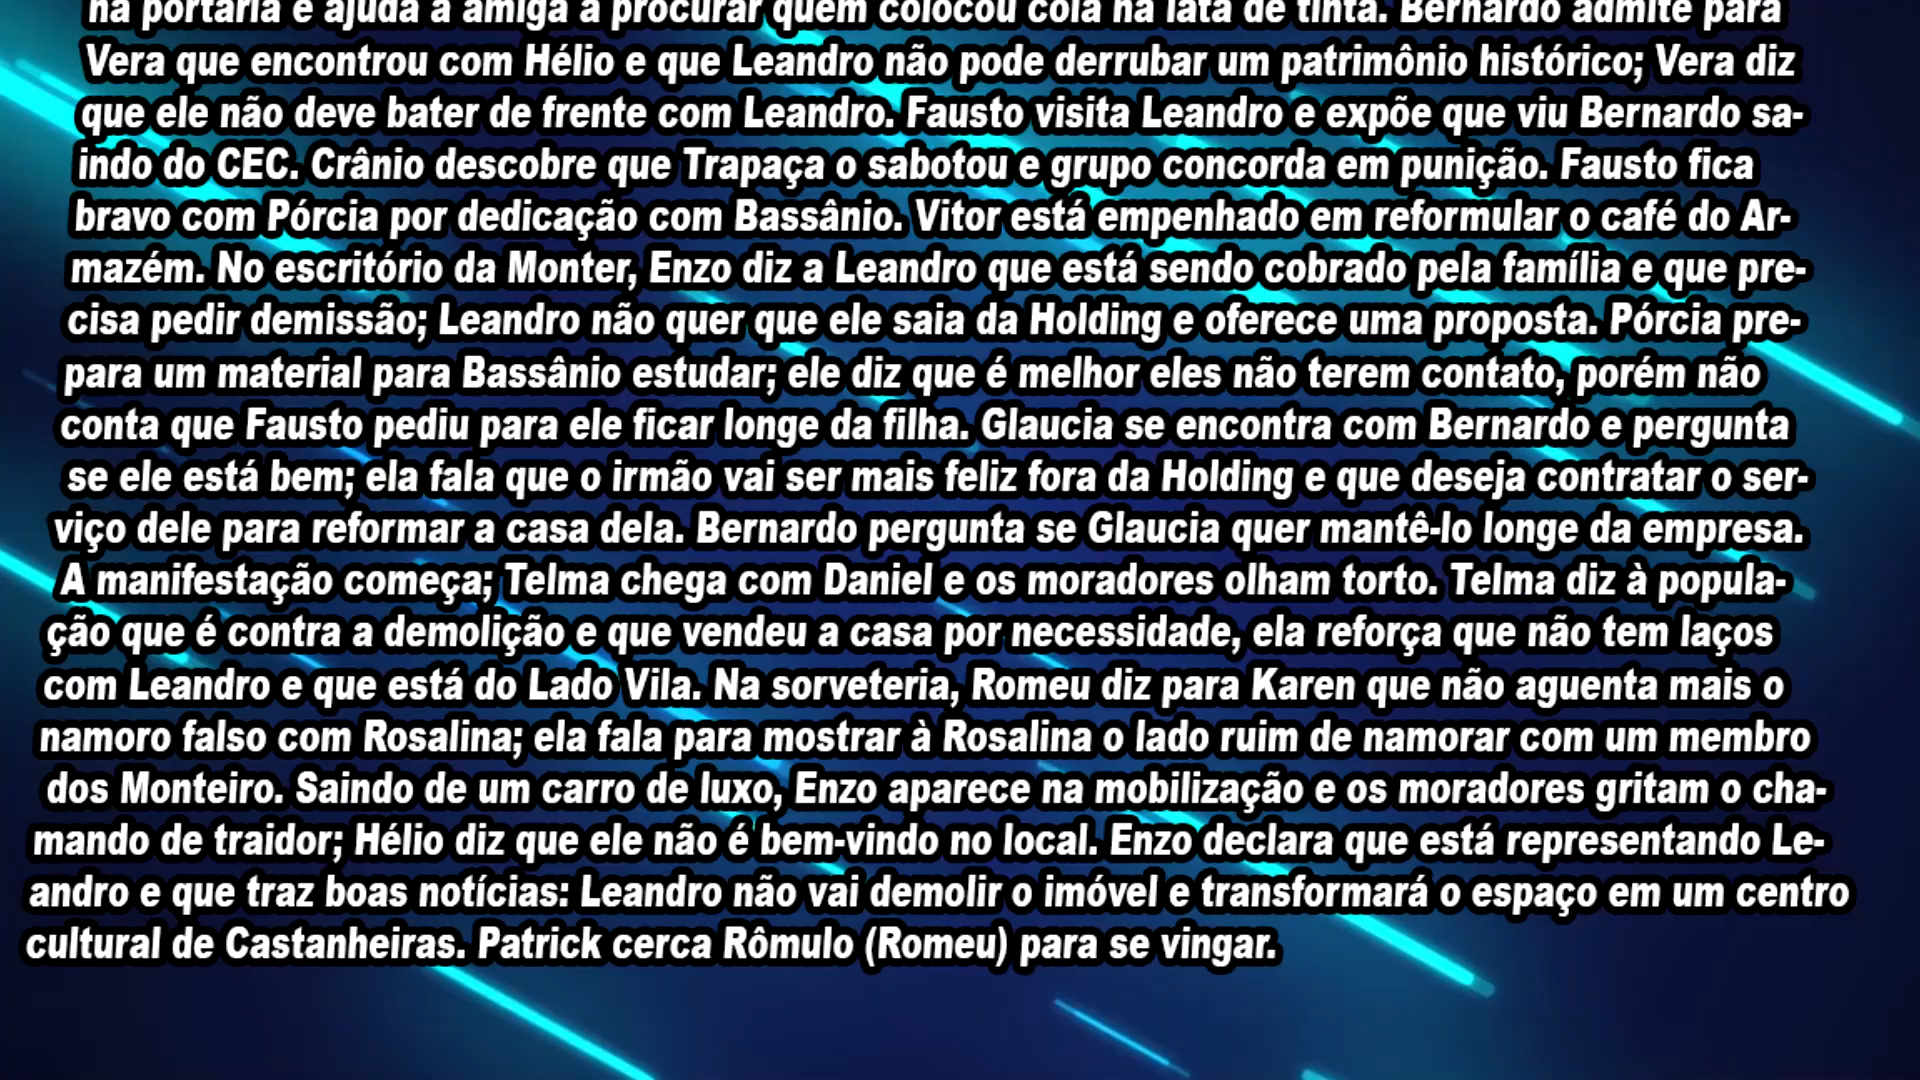 na portaria e ajuda a amiga a procurar quem colocou cola na lata de tinta. Bernardo admite para
Vera que encontrou com Hélio e que Leandro não pode derrubar um patrimônio histórico; Vera diz
que ele não deve bater de frente com Leandro. Fausto visita Leandro e expõe que viu Bernardo sa-
indo do CEC. Crânio descobre que Trapaça o sabotou e grupo concorda em punição. Fausto fica
bravo com Pórcia por dedicação com Bassânio. Vitor está empenhado em reformular o café do Ar-
mazém. No escritório da Monter, Enzo diz a Leandro que está sendo cobrado pela família e que pre-
cisa pedir demissão; Leandro não quer que ele saia da Holding e oferece uma proposta. Pórcia pre-
para um material para Bassânio estudar; ele diz que é melhor eles não terem contato, porém não
conta que Fausto pediu para ele ficar longe da filha. Glaucia se encontra com Bernardo e pergunta
se ele está bem; ela fala que o irmão vai ser mais feliz fora da Holding e que deseja contratar o ser-
viço dele para reformar a casa dela. Bernardo pergunta se Glaucia quer mantê-lo longe da empresa.
A manifestação começa; Telma chega com Daniel e os moradores olham torto. Telma diz à popula-
ção que é contra a demolição e que vendeu a casa por necessidade, ela reforça que não tem laços
com Leandro e que está do Lado Vila. Na sorveteria, Romeu diz para Karen que não aguenta mais o
namoro falso com Rosalina; ela fala para mostrar à Rosalina o lado ruim de namorar com um membro
dos Monteiro. Saindo de um carro de luxo, Enzo aparece na mobilização e os moradores gritam o cha-
mando de traidor; Hélio diz que ele não é bem-vindo no local. Enzo declara que está representando Le-
andro e que traz boas notícias: Leandro não vai demolir o imóvel e transformará o espaço em um centro
cultural de Castanheiras. Patrick cerca Rômulo (Romeu) para se vingar.